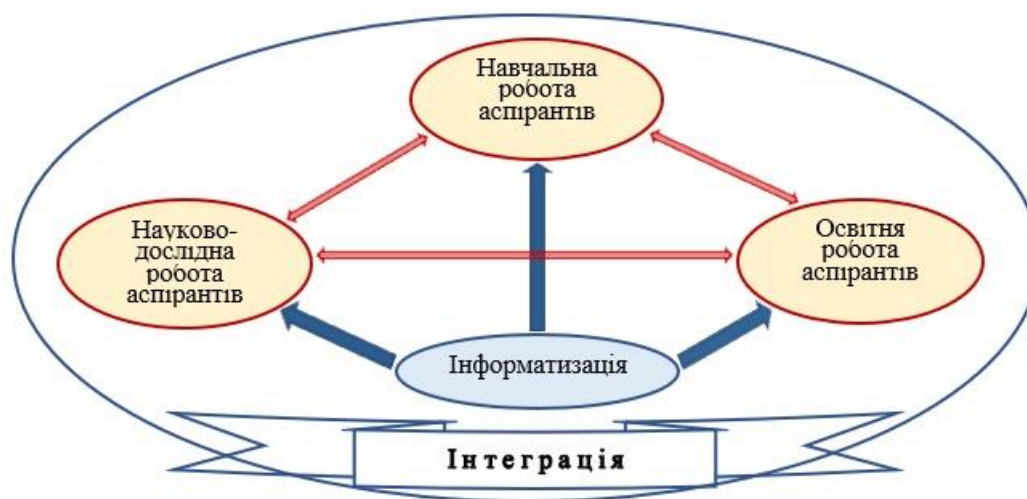 Навчальна
робота
аспірантів
Науково-
дослідна
робота
аспірантів
Освітня
робота
аспірантів
Інформатизація
Інтеграція